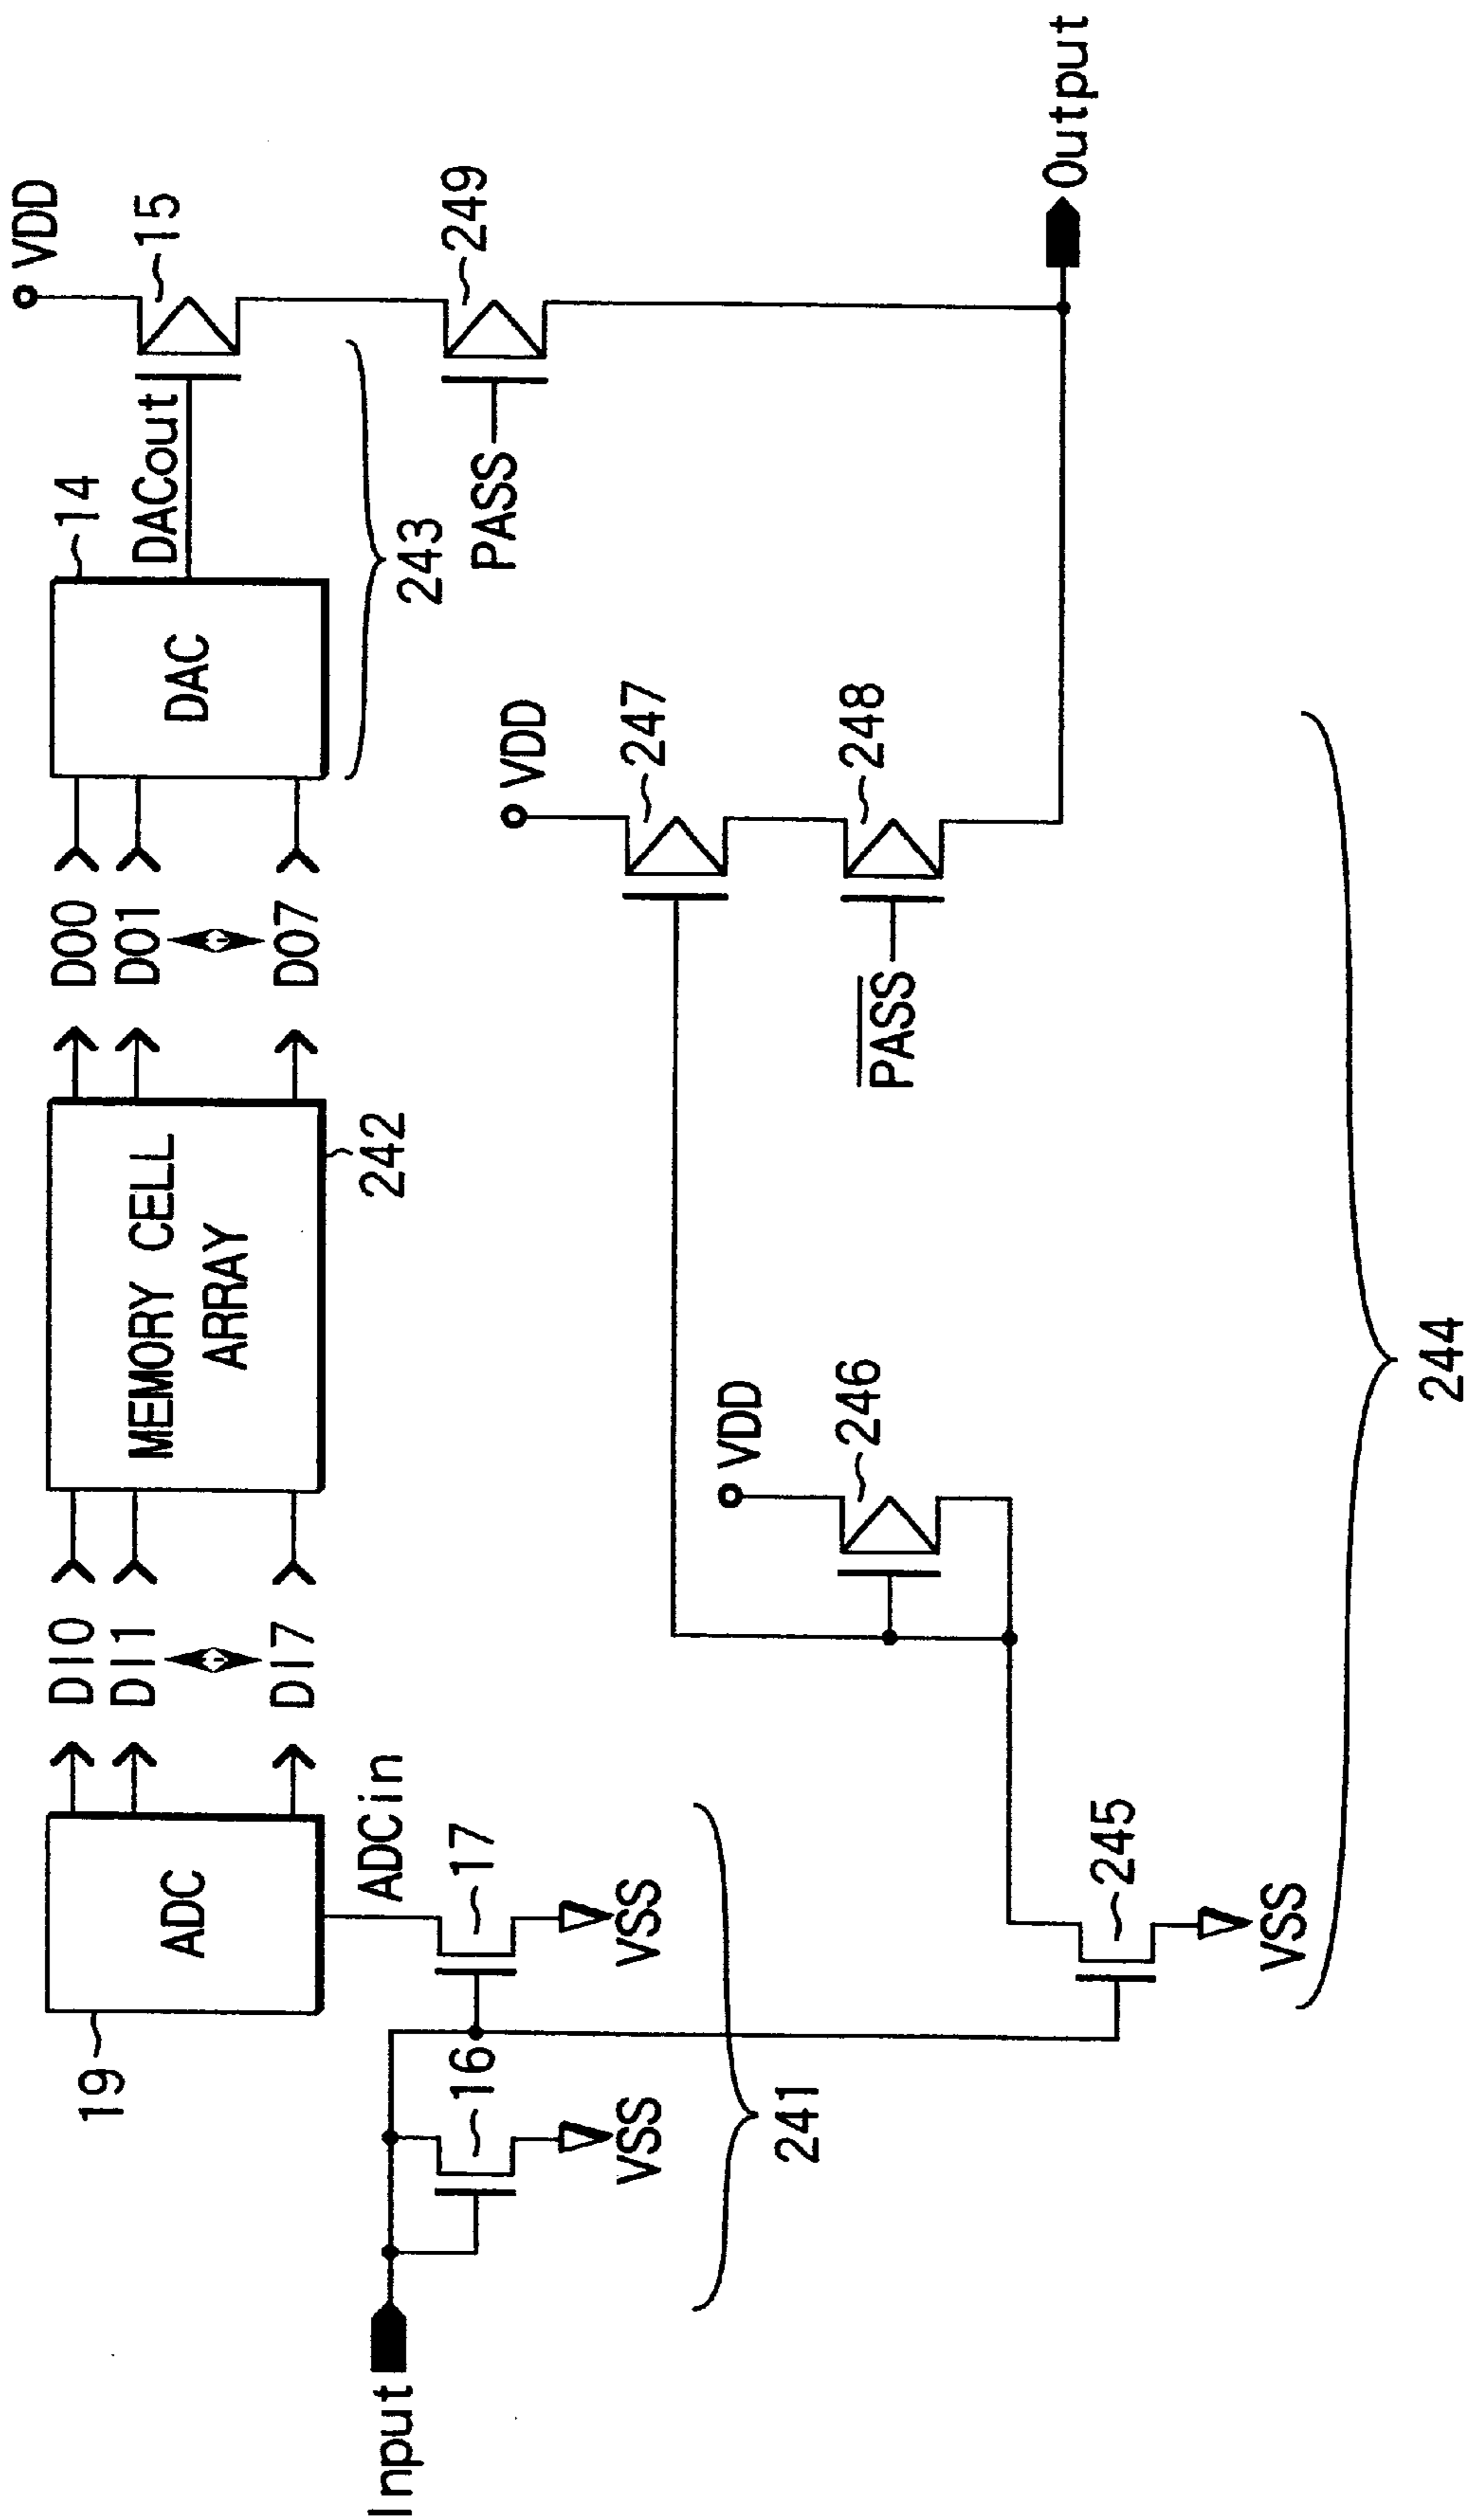 19
ADC
DI0
DI1
DI7
MEMORY CELL
ARRAY
242
DO0
DO1
DO7
DAC
14
DACout
VDD
15
243
PASS
249
Input
ADCin
16
17
VSS
VSS
241
VDD
246
VDD
247
PASS
248
Output
245
VSS
244